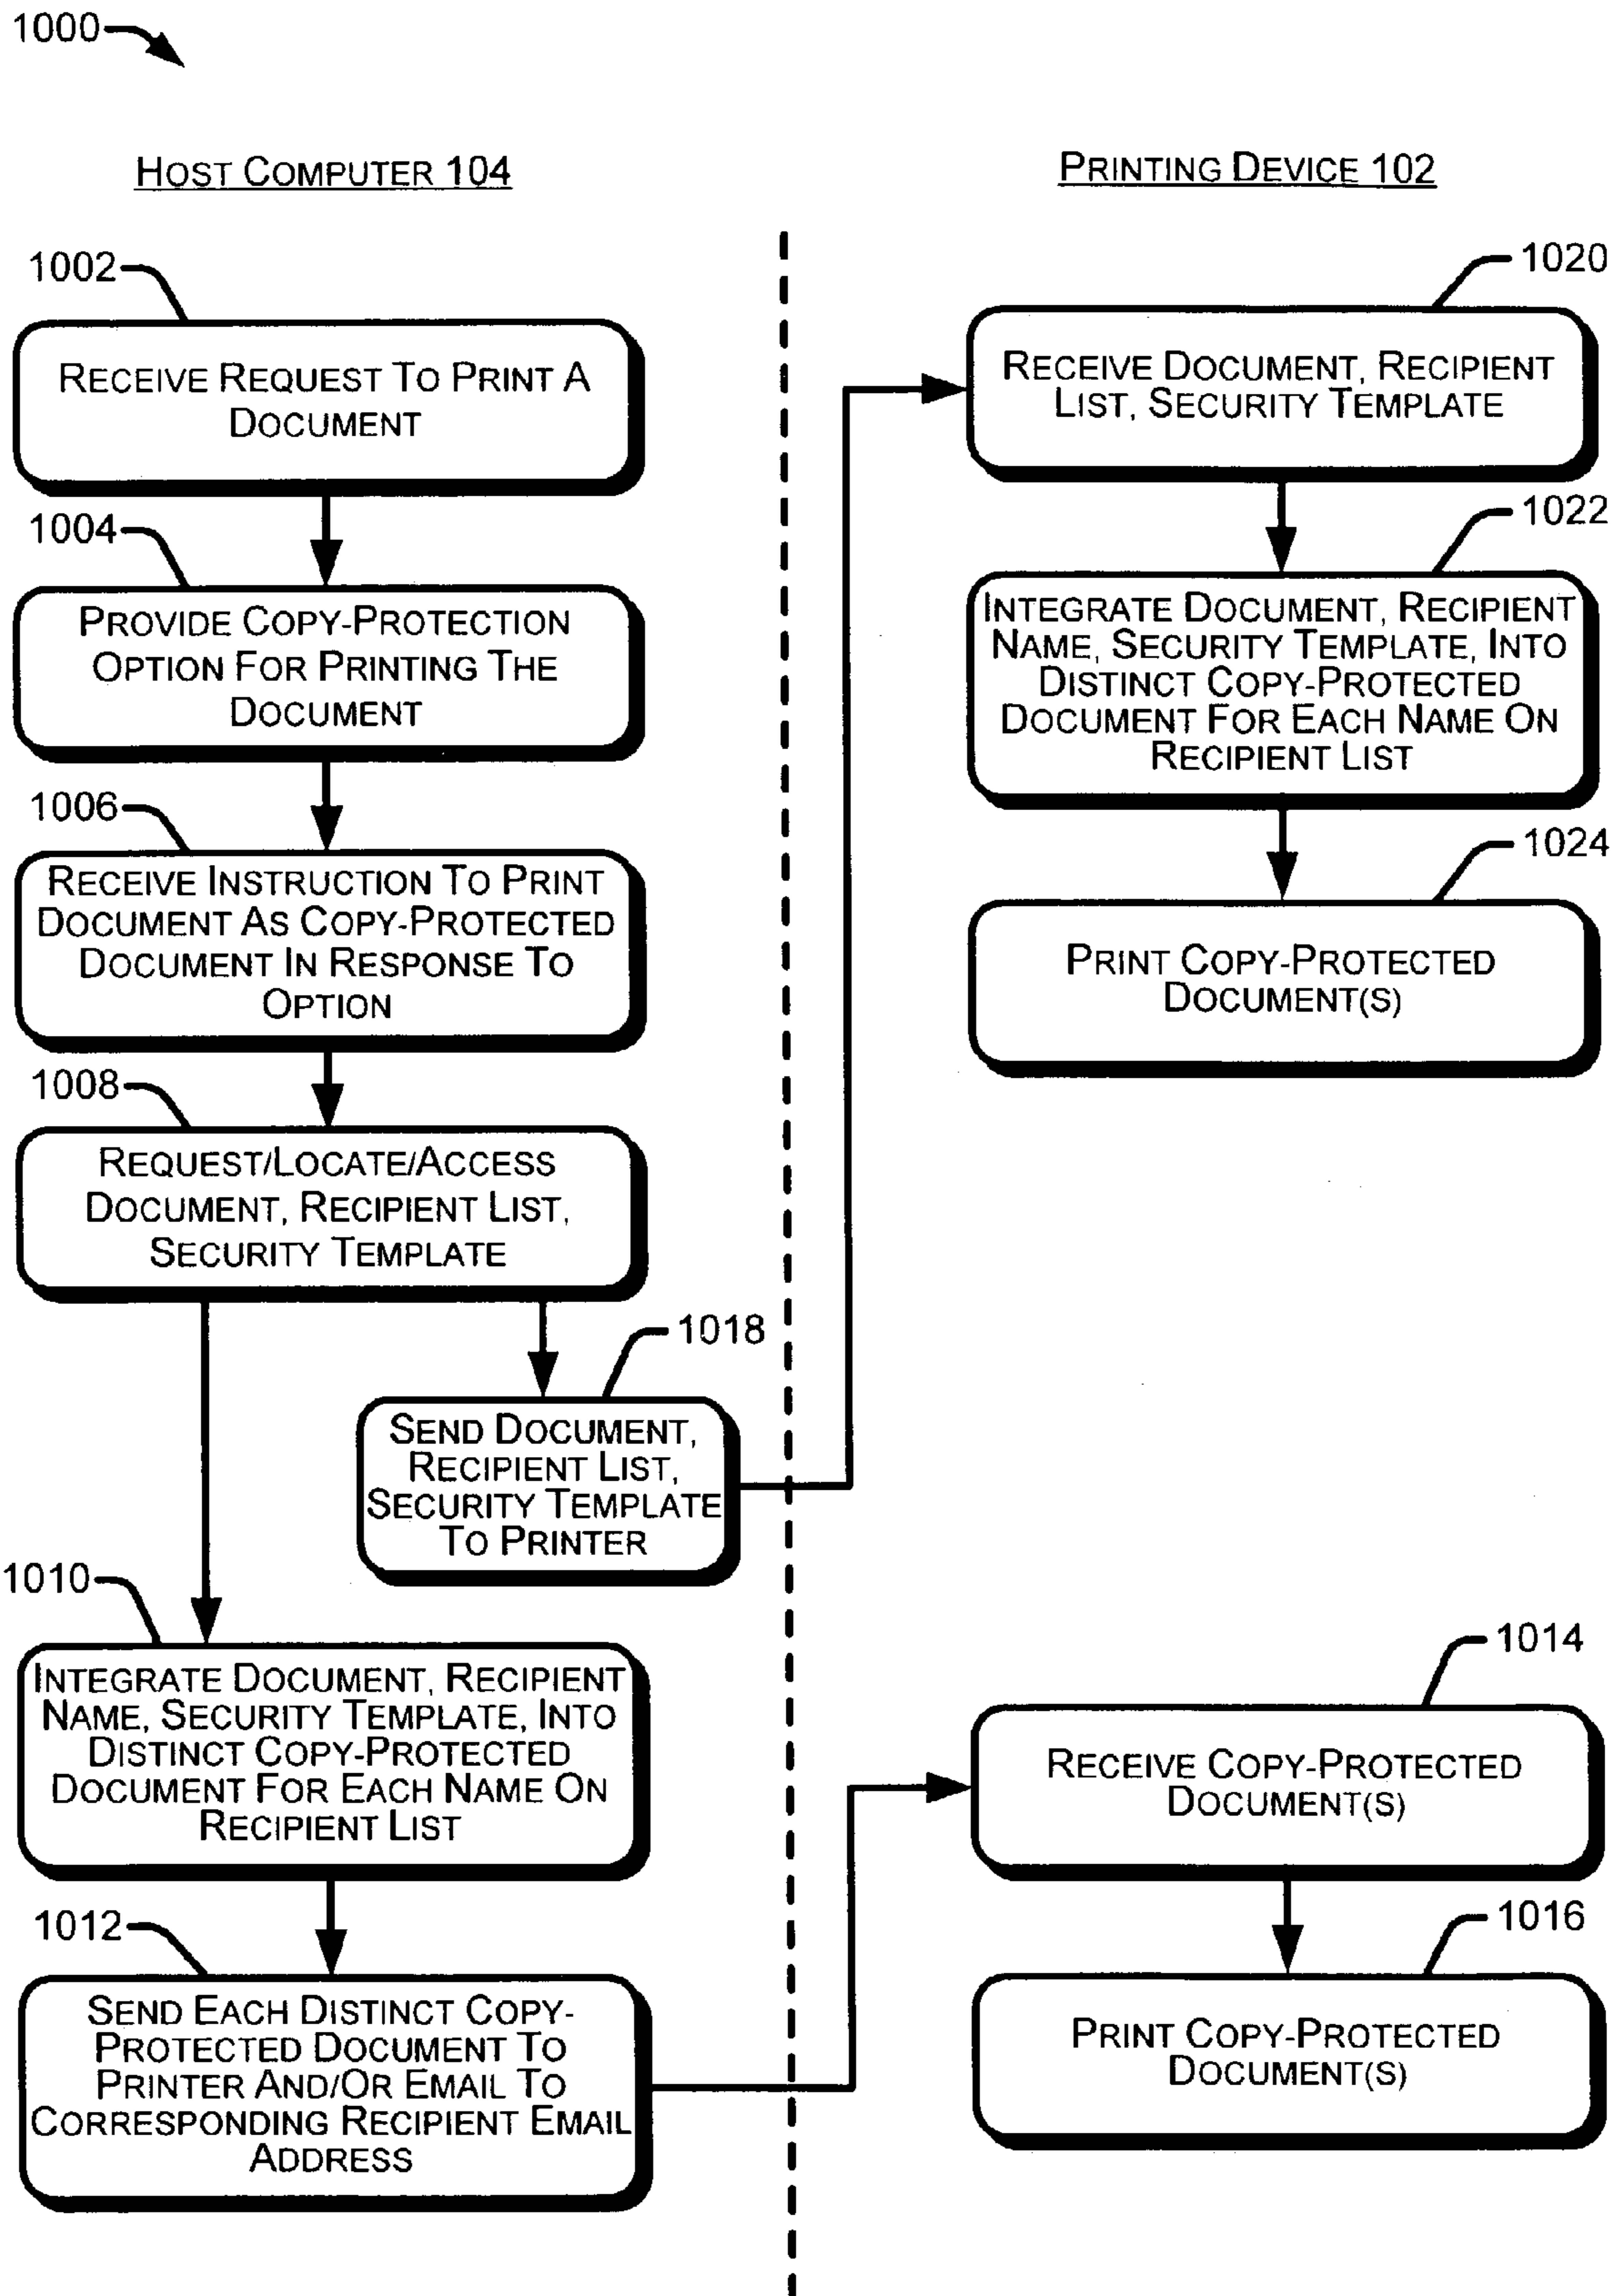 1000
HOST COMPUTER 104
1002
RECEIVE REQUEST TO PRINT A
DOCUMENT
1004
PROVIDE COPY-PROTECTION
OPTION FOR PRINTING THE
DOCUMENT
1006
RECEIVE INSTRUCTION TO PRINT
DOCUMENT AS COPY-PROTECTED
DOCUMENT IN RESPONSE TO
OPTION
1008
REQUEST/LOCATE/ACCESS
DOCUMENT, RECIPIENT LIST,
SECURITY TEMPLATE
1018
SEND DOCUMENT,
RECIPIENT LIST,
SECURITY TEMPLATE
TO PRINTER
1010
INTEGRATE DOCUMENT, RECIPIENT
NAME, SECURITY TEMPLATE, INTO
DISTINCT COPY-PROTECTED
DOCUMENT FOR EACH NAME ON
RECIPIENT LIST
1012
SEND EACH DISTINCT COPY-
PROTECTED DOCUMENT TO
PRINTER AND/OR EMAIL TO
CORRESPONDING RECIPIENT EMAIL
ADDRESS
PRINTING DEVICE 102
1020
RECEIVE DOCUMENT, RECIPIENT
LIST, SECURITY TEMPLATE
1022
INTEGRATE DOCUMENT, RECIPIENT
NAME, SECURITY TEMPLATE, INTO
DISTINCT COPY-PROTECTED
DOCUMENT FOR EACH NAME ON
RECIPIENT LIST
1024
PRINT COPY-PROTECTED
DOCUMENT(S)
1014
RECEIVE COPY-PROTECTED
DOCUMENT(S)
1016
PRINT COPY-PROTECTED
DOCUMENT(S)